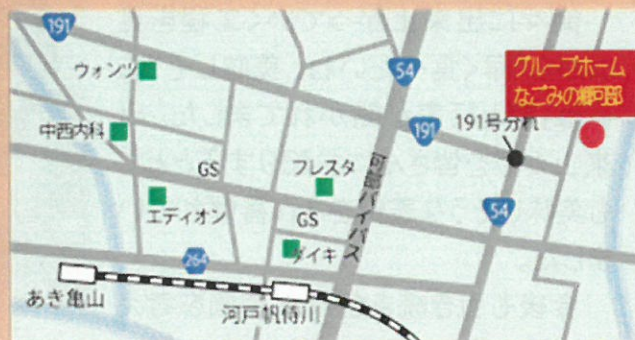 191
ウォンツ
54
グループホーム
なごみの郷可部
中西内科
191
191号分机
GS
フレスタ
可部バイパス
エディオン
GS
54
264
ダイキ
あき亀山
河戸帆待川